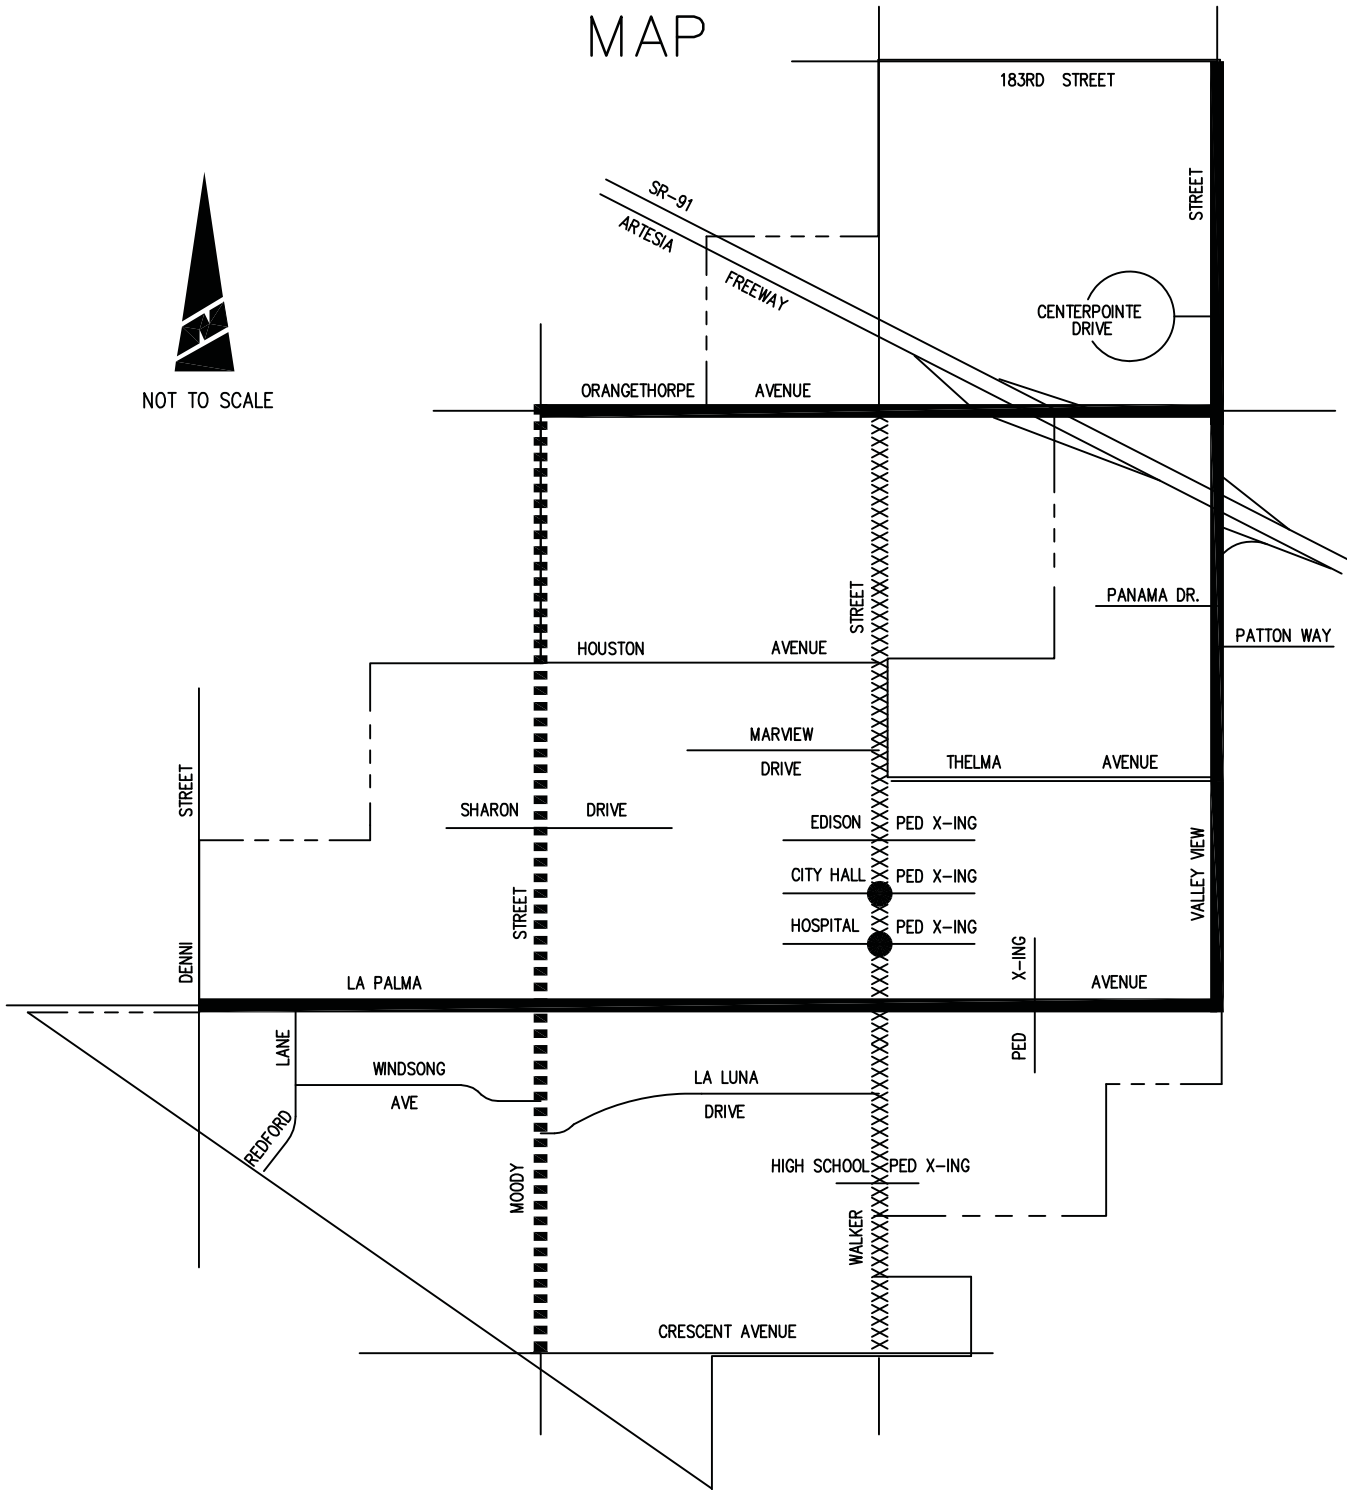 MAP
183RD STREET
STREET
SR-91
ARTESIA
FREEWAY
CENTERPOINTE
DRIVE
NOT TO SCALE
ORANGETHORPE AVENUE
STREET
PANAMA DR.
PATTON WAY
HOUSTON AVENUE
MARVIEW
DRIVE
THELMA AVENUE
STREET
SHARON DRIVE
EDISON PED X-ING
CITY HALL PED X-ING
VALLEY VIEW
STREET
HOSPITAL PED X-ING
DENNI
X-ING
LA PALMA AVENUE
LANE
PED
WINDSONG
AVE
LA LUNA
DRIVE
REDFORD
HIGH SCHOOL PED X-ING
MOODY
WALKER
CRESCENT AVENUE